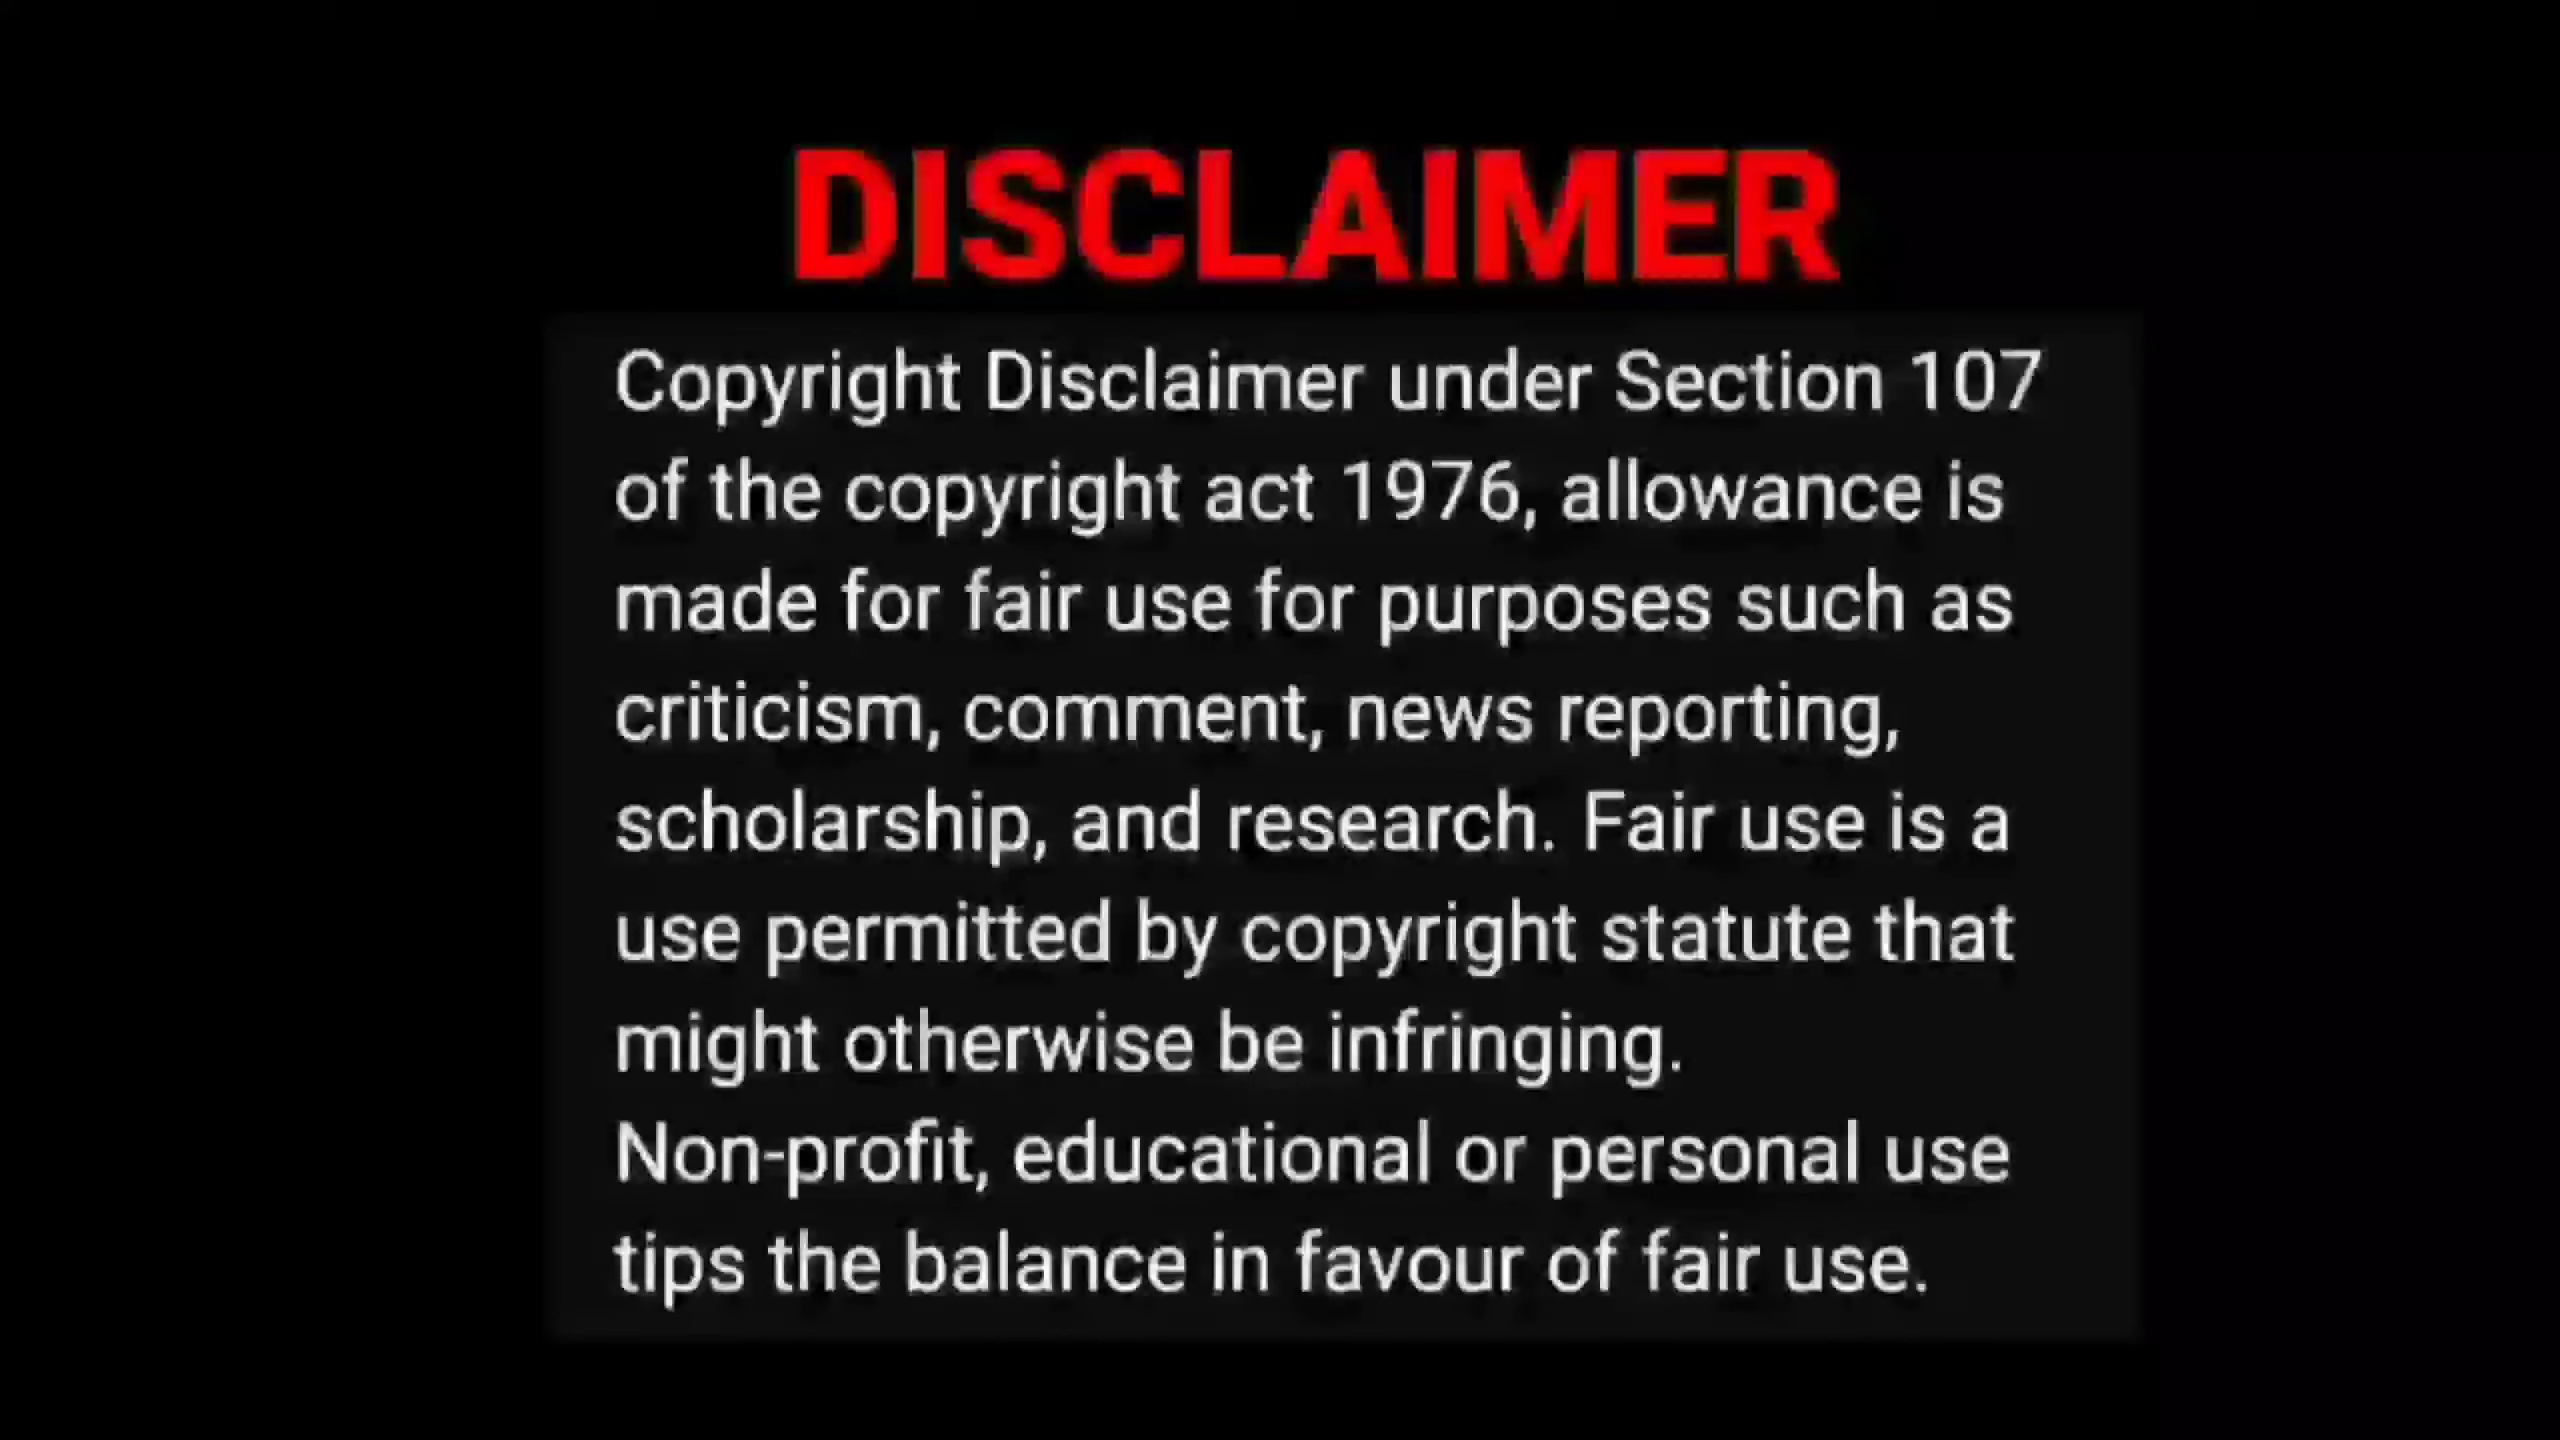 DISCLAIMER
Copyright Disclaimer under Section 107
of the copyright act 1976, allowance is
made for fair use for purposes such as
criticism, comment, news reporting,
scholarship, and research. Fair use is a
use permitted by copyright statute that
might otherwise be infringing.
Non-profit, educational or personal use
tips the balance in favour of fair use.